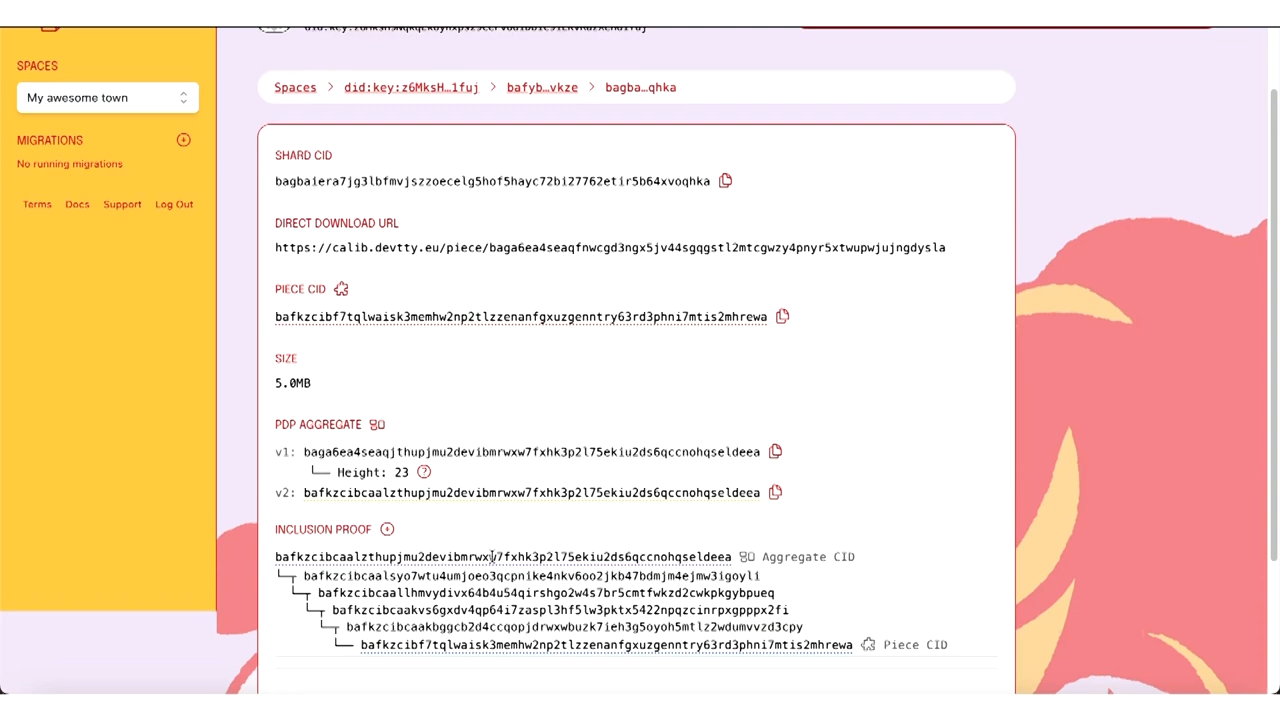 SPACES
My awesome town
MIGRATIONS
No running migrations
Terms Docs Support Log Out
Spaces > did:key:z6MksH…1fuj > bafyb…vkze > bagba…qhka
SHARD CID
bagbaiera7jg3lbfmvjszzoecelg5hof5hayc72bi27762etir5b64xvoqhka
DIRECT DOWNLOAD URL
https://calib.devtty.eu/piece/baga6ea4seaqfnwcgd3ngx5jv44sgqgstl2mtcgwzy4pnyr5xtwupwjujngdysla
PIECE CID
bafkzcibf7tqlwaisk3memhw2np2tlzzenanfgxuzgenntry63rd3phni7mtis2mhrewa
SIZE
5.0MB
PDP AGGREGATE
v1: baga6ea4seaqjthupjmu2devibmrwxw7fxhk3p2l75ekiu2ds6qccnohqseldeea
Height: 23
v2: bafkzcibcaalzthupjmu2devibmrwxw7fxhk3p2l75ekiu2ds6qccnohqseldeea
INCLUSION PROOF
bafkzcibcaalzthupjmu2devibmrwxw7fxhk3p2l75ekiu2ds6qccnohqseldeea Aggregate CID
bafkzcibcaalsyo7wtu4umjoeo3qcpnike4nkv6oo2jkb47bdmjm4ejmw3igoyli
bafkzcibcaallhmvydivx64b4u54qirshgo2w4s7br5cmtfwkzd2cwkpkgybpueq
bafkzcibcaakvs6gxdv4qp64i7zaspl3hf5lw3pktx5422npqzcinrpxgpppx2fi
bafkzcibcaakbggcb2d4ccqopjdrwxwbuzk7ieh3g5oyoh5mtlz2wdumvvzd3cpy
bafkzcibf7tqlwaisk3memhw2np2tlzzenanfgxuzgenntry63rd3phni7mtis2mhrewa Piece CID